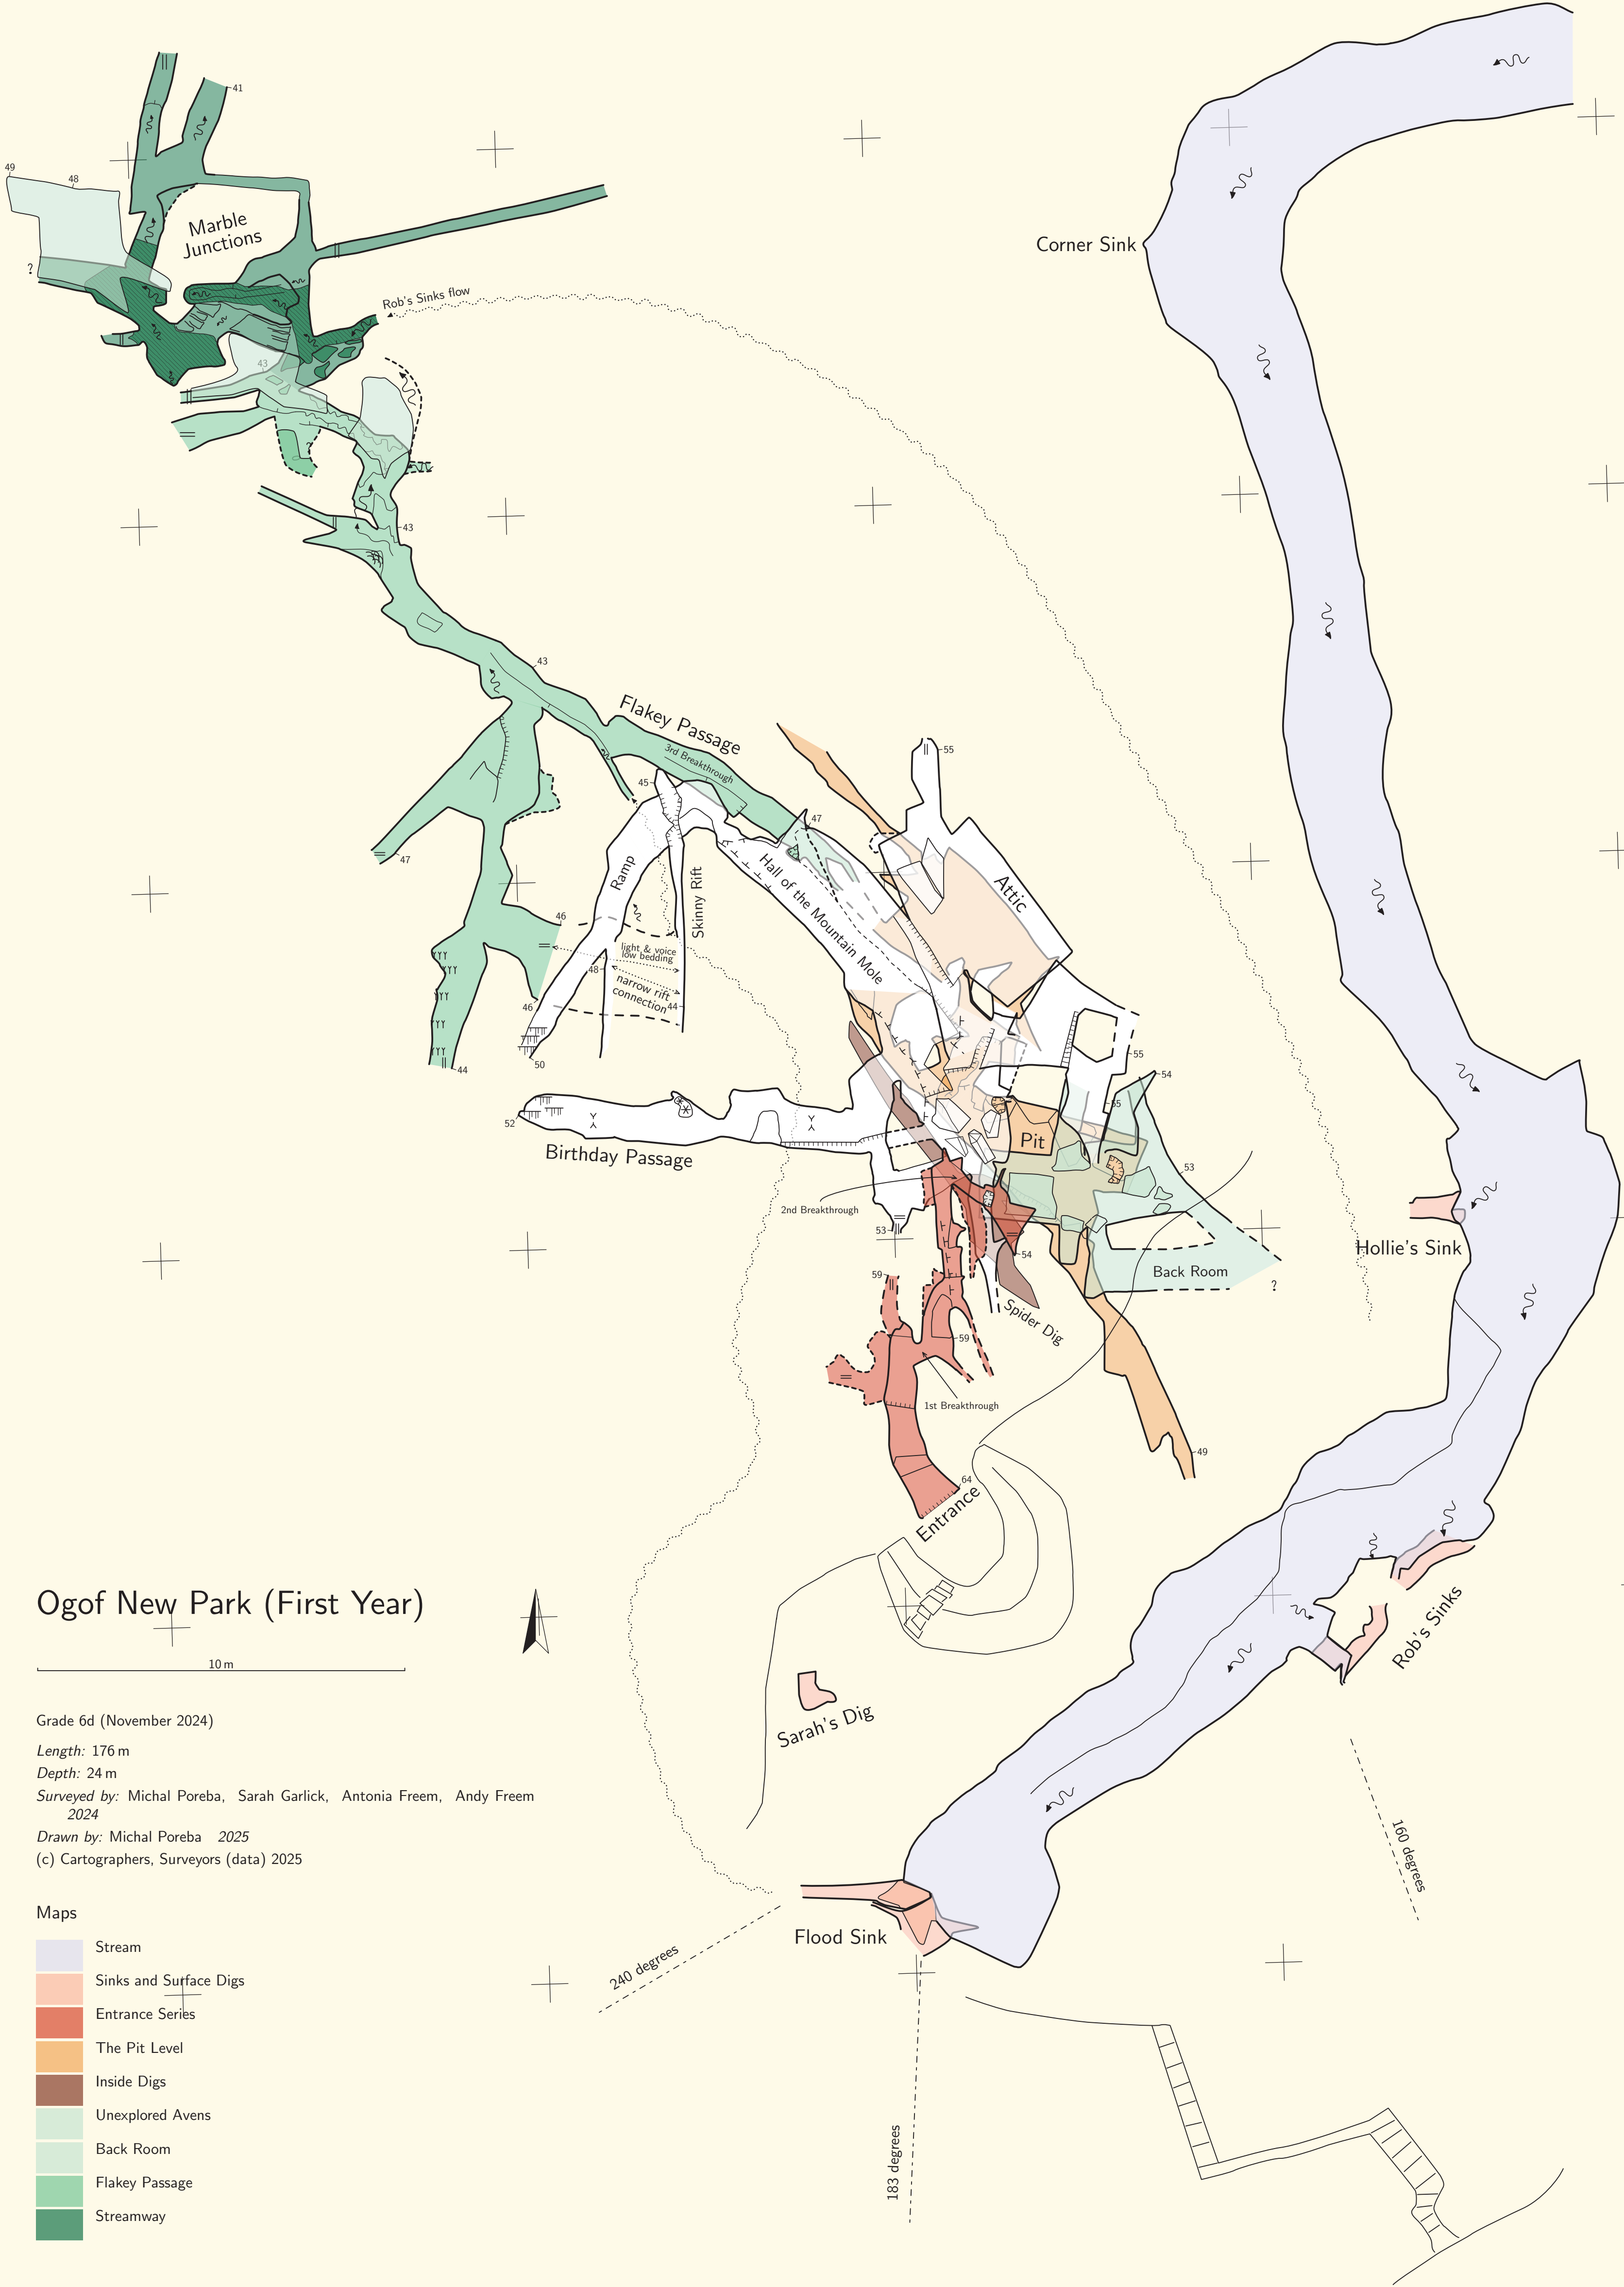 41
49
48
Marble
Junctions
?
Corner Sink
Rob's Sinks flow
43
43
43
Flakey Passage
3rd Breakthrough
45
47
55
47
Ramp
Skinny Rift
Hall of the Mountain Mole
Attic
46
light & voice
low bedding
48
narrow rift
connection
44
46
50
44
55
54
55
52
Pit
Birthday Passage
53
2nd Breakthrough
53
54
Hollie's Sink
Back Room
?
59
Spider Dig
59
1st Breakthrough
49
64
Entrance
Ogof New Park (First Year)
10 m
Rob's Sinks
Sarah's Dig
Grade 6d (November 2024)
Length: 176 m
Depth: 24 m
Surveyed by: Michal Poreba, Sarah Garlick, Antonia Freem, Andy Freem
2024
Drawn by: Michal Poreba 2025
(c) Cartographers, Surveyors (data) 2025
160 degrees
Flood Sink
240 degrees
183 degrees
Maps
Stream
Sinks and Surface Digs
Entrance Series
The Pit Level
Inside Digs
Unexplored Avens
Back Room
Flakey Passage
Streamway